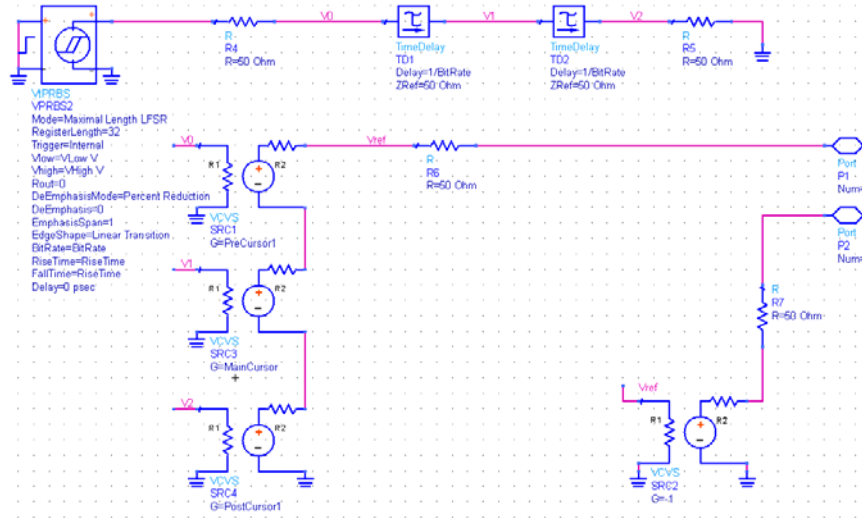 V0
V1
V2
R
R4
R=50 Ohm
TimeDelay
TD1
Delay=1/BitRate
ZRef=50 Ohm
TimeDelay
TD2
Delay=1/BitRate
ZRef=50 Ohm
R
R5
R=50 Ohm
VtPRBS
VPRBS2
Mode=Maximal Length LFSR
RegisterLength=32
Trigger=Internal
Vlow=VLow V
Vhigh=VHigh V
Rout=0
DeEmphasisMode=Percent Reduction
DeEmphasis=0
EmphasisSpan=1
EdgeShape=Linear Transition
BitRate=BitRate
RiseTime=RiseTime
FallTime=RiseTime
Delay=0 psec
V0
R1
R2
VCVS
SRC1
G=PreCursor1
Vref
R
R6
R=50 Ohm
Port
P1
Num=
Port
P2
Num=
V1
R1
R2
VCVS
SRC3
G=MainCursor
R
R7
R=50 Ohm
V2
R1
R2
VCVS
SRC4
G=PostCursor1
Vref
R1
R2
VCVS
SRC2
G=-1